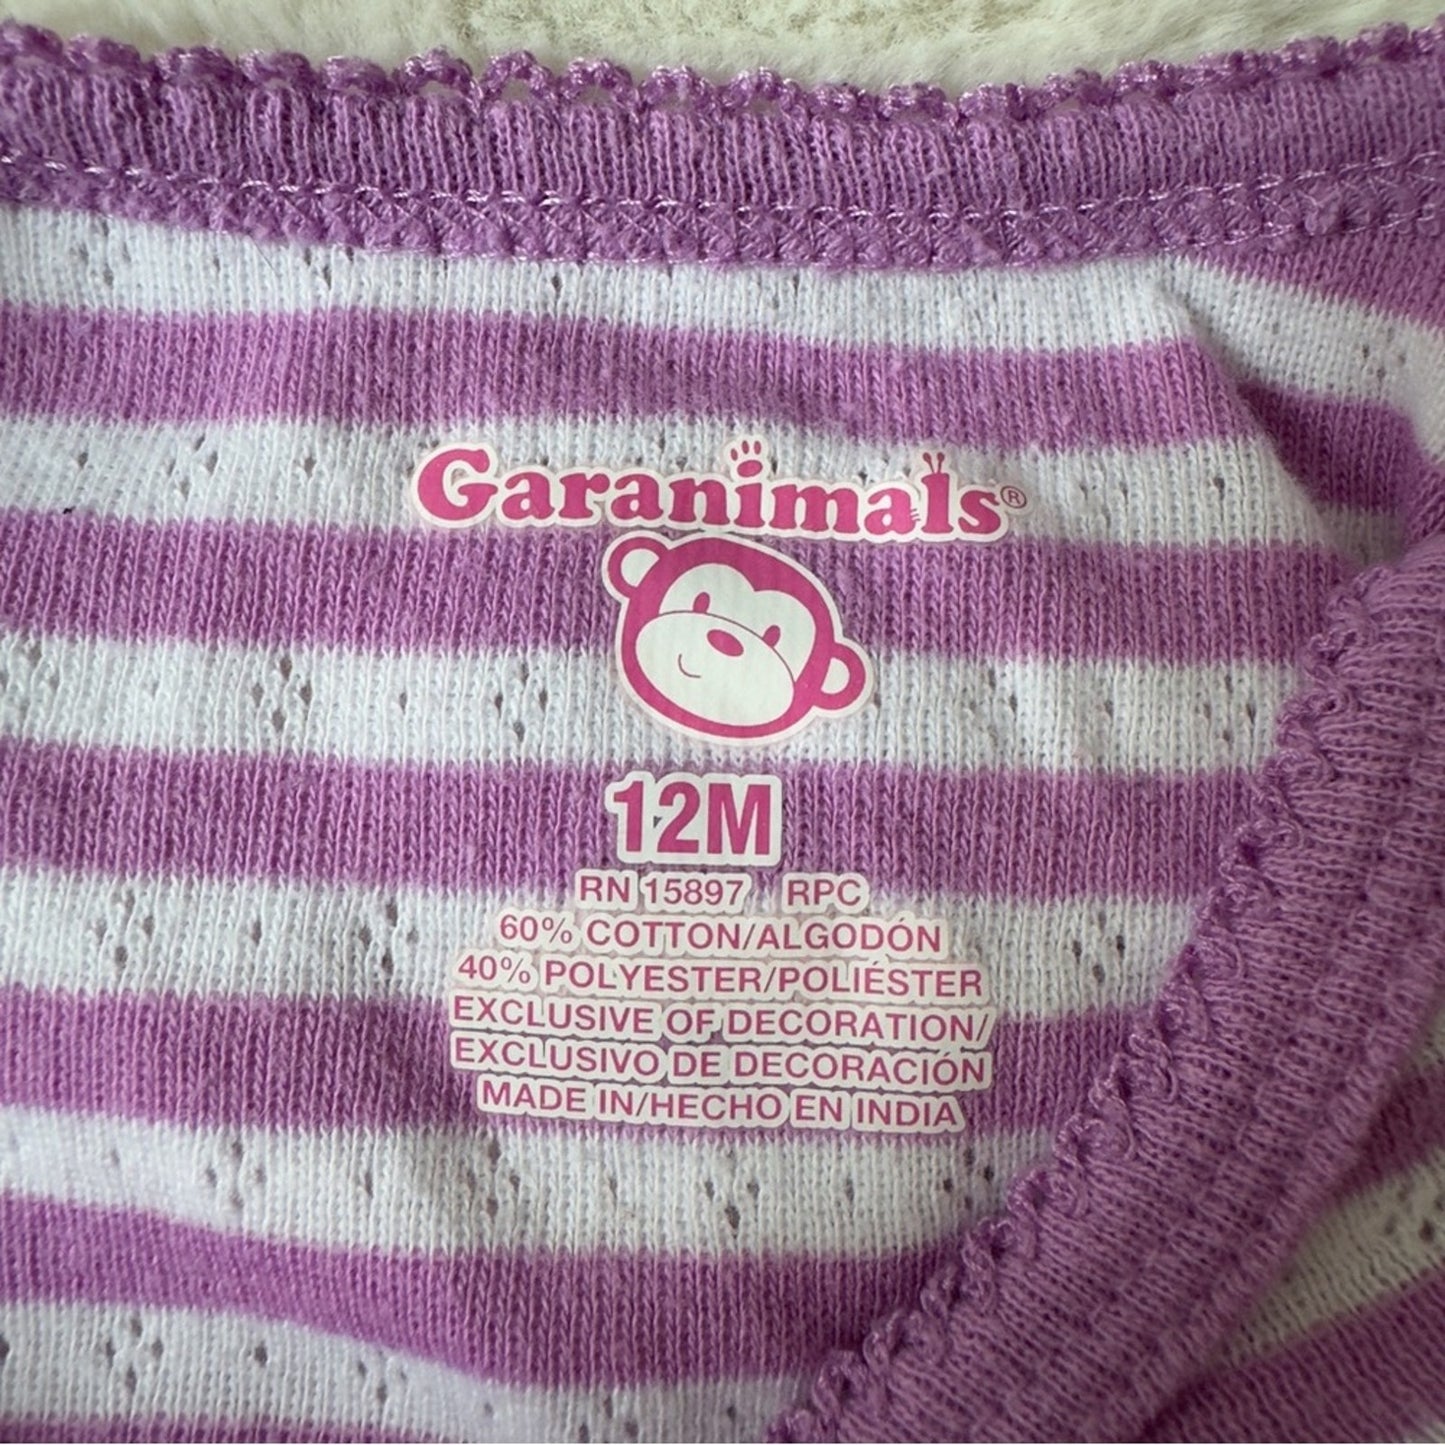 Garanimals®
12M
RN 15897 RPC
60% COTTON/ALGODÓN
40% POLYESTER/POLIÉSTER
EXCLUSIVE OF DECORATION/
EXCLUSIVO DE DECORACIÓN
MADE IN/HECHO EN INDIA